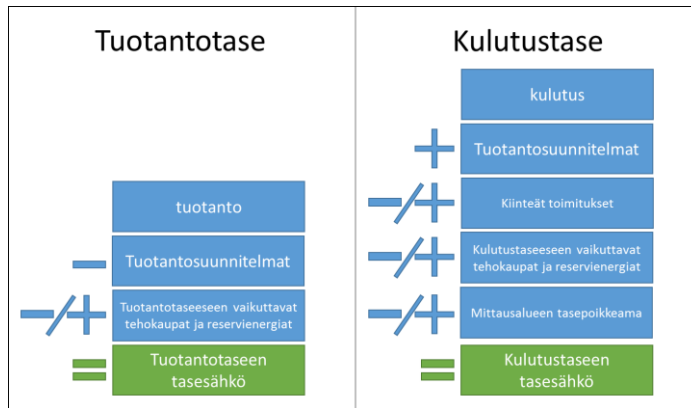 Tuotantotase
tuotanto
−
Tuotantosuunnitelmat
−/+
Tuotantotaseeseen vaikuttavat
tehokaupat ja reservienergiat
=
Tuotantotaseen
tasesähkö
Kulutustase
kulutus
+
Tuotantosuunnitelmat
−/+
Kiinteät toimitukset
−/+
Kulutustaseeseen vaikuttavat
tehokaupat ja reservienergiat
−/+
Mittausalueen tasepoikkeama
=
Kulutustaseen
tasesähkö